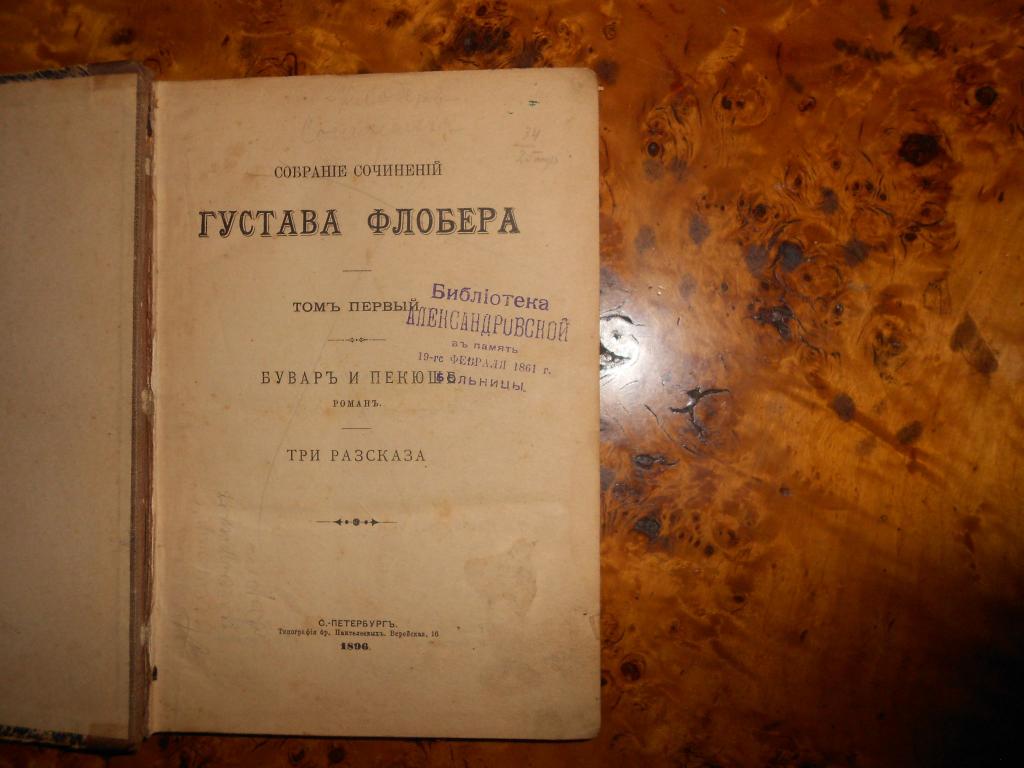 СОБРАНІЕ СОЧИНЕНІЙ
ГУСТАВА ФЛОБЕРА
ТОМЪ ПЕРВЫЙ
Библіотека
АЛЕКСАНДРОВСКОЙ
въ память
19-го ФЕВРАЛЯ 1861 г.
БОЛЬНИЦЫ.
БУВАРЪ И ПЕКЮШЕ
РОМАНЪ.
ТРИ РАЗСКАЗА
С.-ПЕТЕРБУРГЪ.
Типографія бр. Пантелеевыхъ. Верейская, 16
1896
34